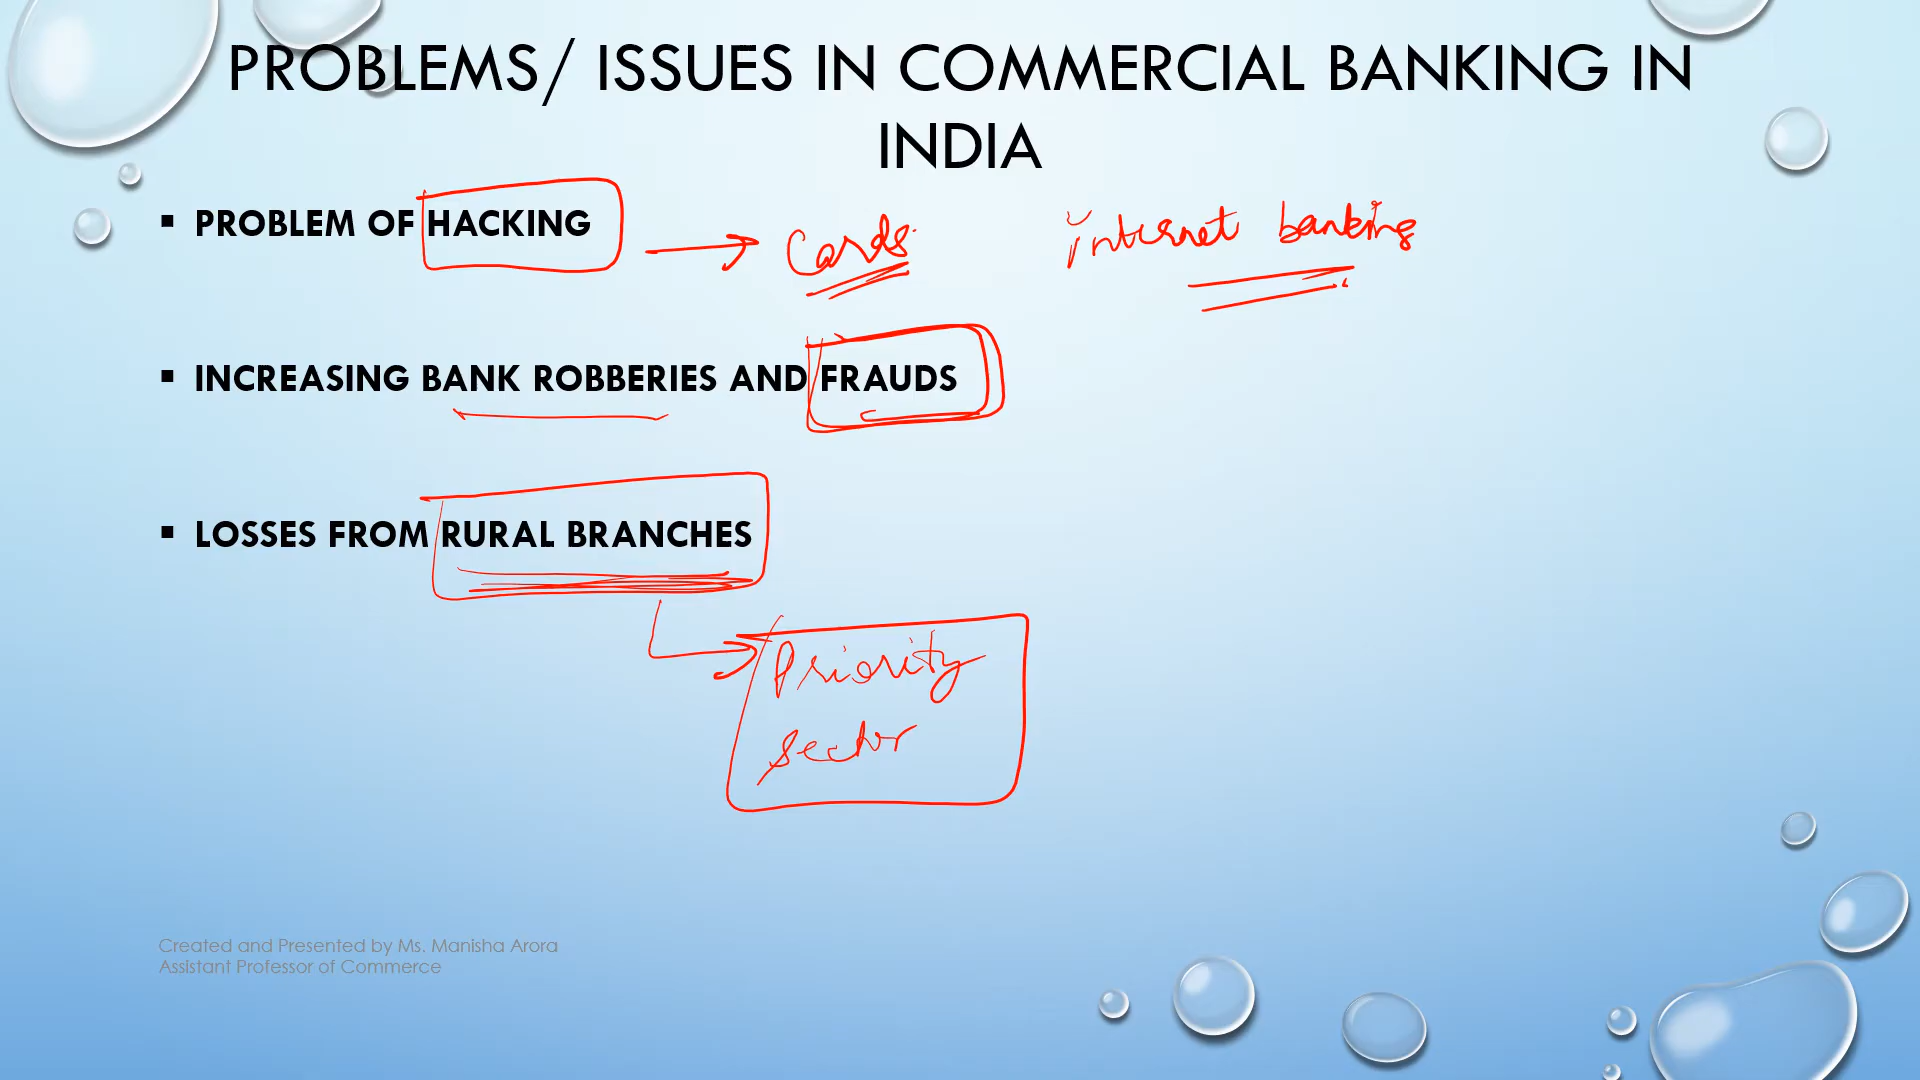 PROBLEMS/ ISSUES IN COMMERCIAL BANKING IN
INDIA
▪ PROBLEM OF HACKING
Cards
internet banking
▪ INCREASING BANK ROBBERIES AND FRAUDS
▪ LOSSES FROM RURAL BRANCHES
Priority
Sector
Created and Presented by Ms. Manisha Arora
Assistant Professor of Commerce